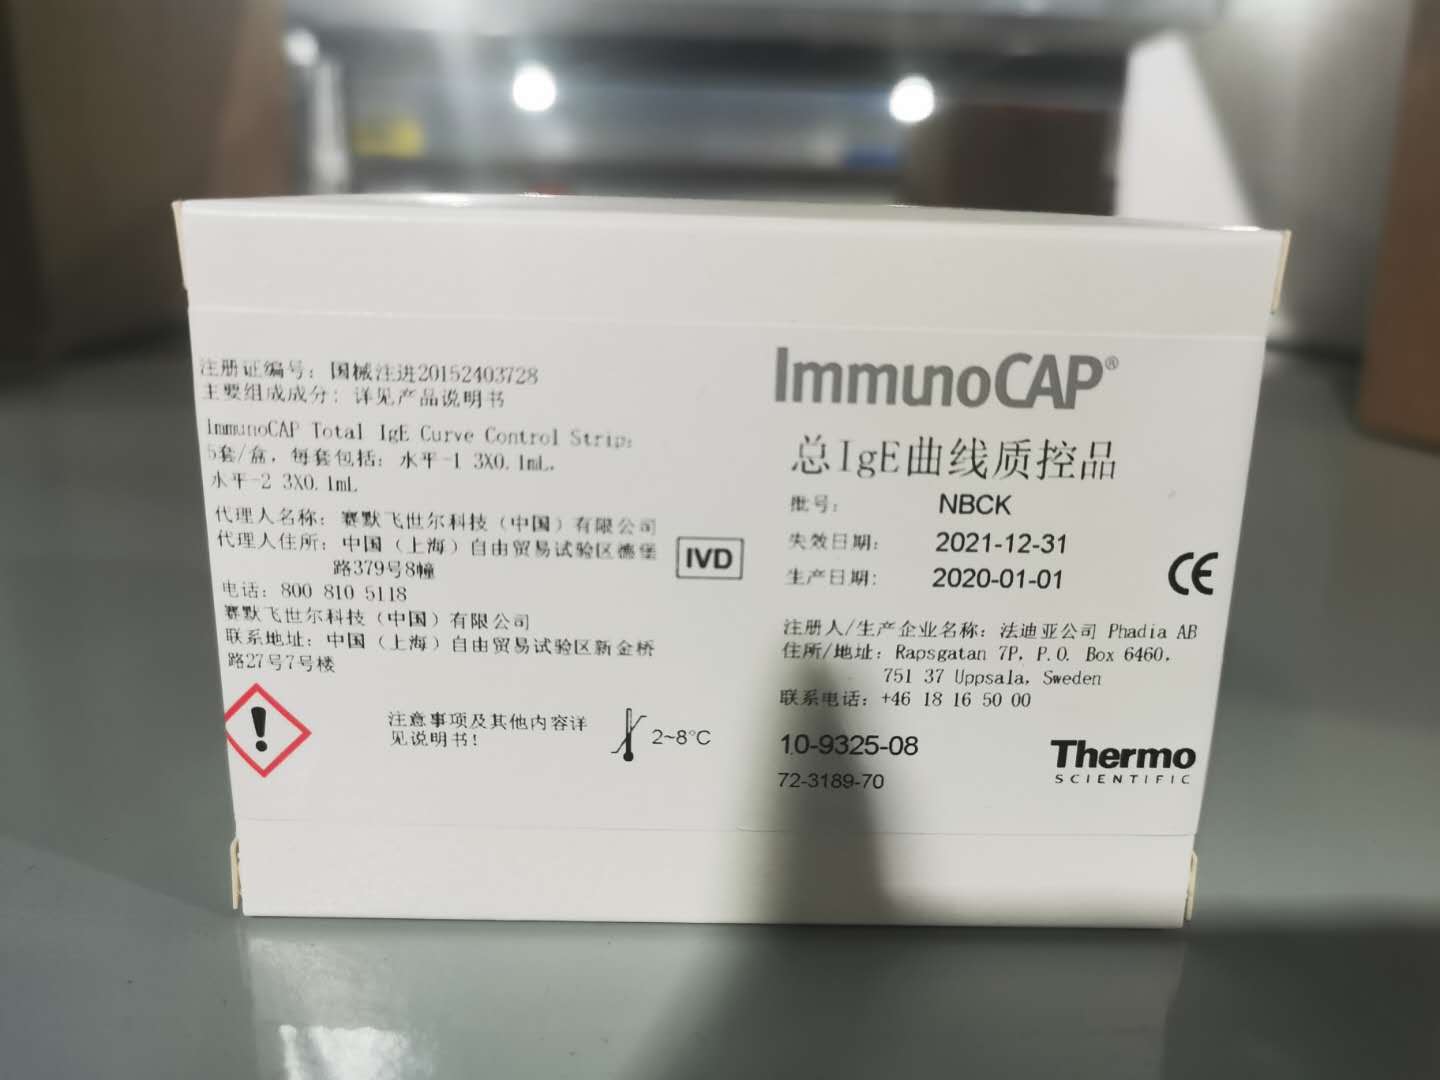 注册证编号：国械注进20152403728
主要组成成分：详见产品说明书
ImmunoCAP Total IgE Curve Control Strip:
5套/盒，每套包括：水平-1 3X0.1mL，
水平-2 3X0.1mL
代理人名称：赛默飞世尔科技（中国）有限公司
代理人住所：中国（上海）自由贸易试验区德堡
路379号8幢
电话：800 810 5118
赛默飞世尔科技（中国）有限公司
联系地址：中国（上海）自由贸易试验区新金桥
路27号7号楼
注意事项及其他内容详
见说明书！
2~8°C
IVD
ImmunoCAP®
总IgE曲线质控品
批号： NBCK
失效日期： 2021-12-31
生产日期： 2020-01-01
CE
注册人/生产企业名称：法迪亚公司 Phadia AB
住所/地址：Rapsgatan 7P, P.O. Box 6460,
751 37 Uppsala, Sweden
联系电话：+46 18 16 50 00
10-9325-08
72-3189-70
Thermo
SCIENTIFIC